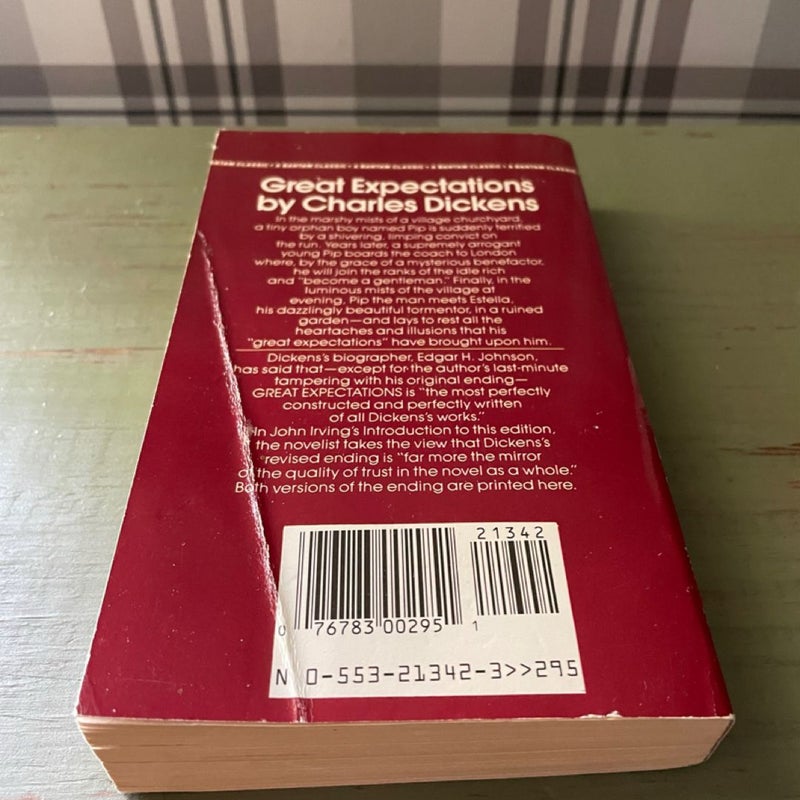 BANTAM CLASSIC • A BANTAM CLASSIC • A BANTAM CLASSIC • A BANTAM CLASSIC • A BANTAM CLASSIC
Great Expectations
by Charles Dickens
In the marshy mists of a village churchyard,
a tiny orphan boy named Pip is suddenly terrified
by a shivering, limping convict on
the run. Years later, a supremely arrogant
young Pip boards the coach to London
where, by the grace of a mysterious benefactor,
he will join the ranks of the idle rich
and “become a gentleman.” Finally, in the
luminous mists of the village at
evening, Pip the man meets Estella,
his dazzlingly beautiful tormentor, in a ruined
garden—and lays to rest all the
heartaches and illusions that his
“great expectations” have brought upon him.
Dickens's biographer, Edgar H. Johnson,
has said that—except for the author's last-minute
tampering with his original ending—
GREAT EXPECTATIONS is “the most perfectly
constructed and perfectly written
of all Dickens's works.”
In John Irving's Introduction to this edition,
the novelist takes the view that Dickens's
revised ending is “far more the mirror
of the quality of trust in the novel as a whole.”
Both versions of the ending are printed here.
21342
0 76783 00295 1
N 0-553-21342-3>>295